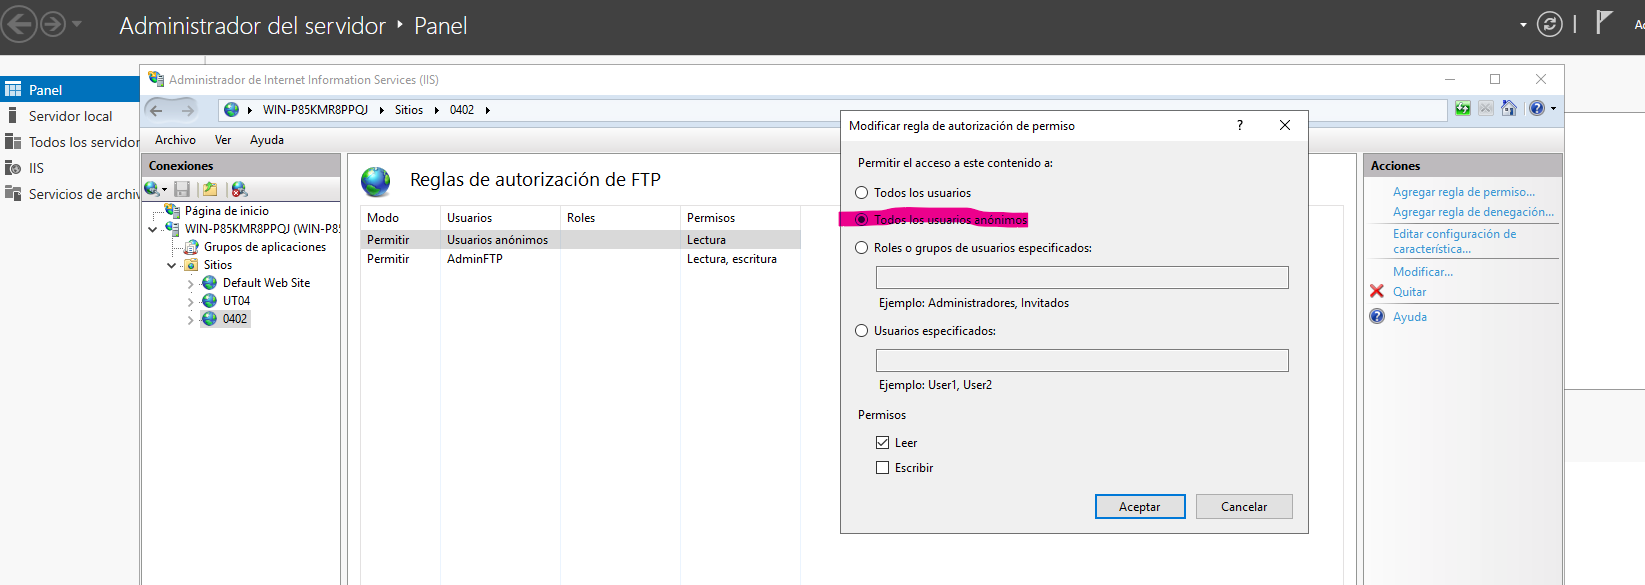 Administrador del servidor ‣ Panel
Panel
Servidor local
Todos los servidor
IIS
Servicios de archiv
Administrador de Internet Information Services (IIS)
WIN-P85KMR8PPQJ
Sitios
0402
Archivo Ver Ayuda
Conexiones
Página de inicio
WIN-P85KMR8PPQJ (WIN-P85
Grupos de aplicaciones
Sitios
Default Web Site
UT04
0402
Reglas de autorización de FTP
Modo Usuarios Roles Permisos
Permitir Usuarios anónimos Lectura
Permitir AdminFTP Lectura, escritura
Modificar regla de autorización de permiso
?
Permitir el acceso a este contenido a:
Todos los usuarios
Todos los usuarios anónimos
Roles o grupos de usuarios especificados:
Ejemplo: Administradores, Invitados
Usuarios especificados:
Ejemplo: User1, User2
Permisos
Leer
Escribir
Aceptar Cancelar
Acciones
Agregar regla de permiso...
Agregar regla de denegación...
Editar configuración de
característica...
Modificar...
Quitar
Ayuda